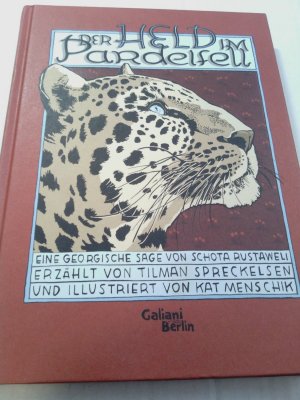 DER HELD IM
Pardelfell
EINE GEORGISCHE SAGE VON SCHOTA RUSTAWELI
ERZÄHLT VON TILMAN SPRECKELSEN
UND ILLUSTRIERT VON KAT MENSCHIK
Galiani
Berlin